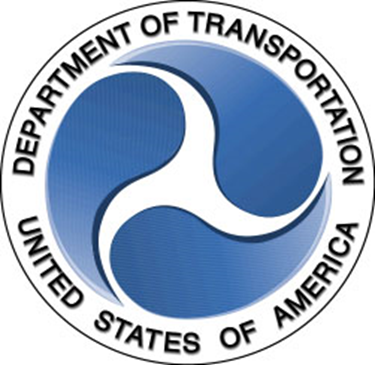 DEPARTMENT OF TRANSPORTATION
UNITED STATES OF AMERICA